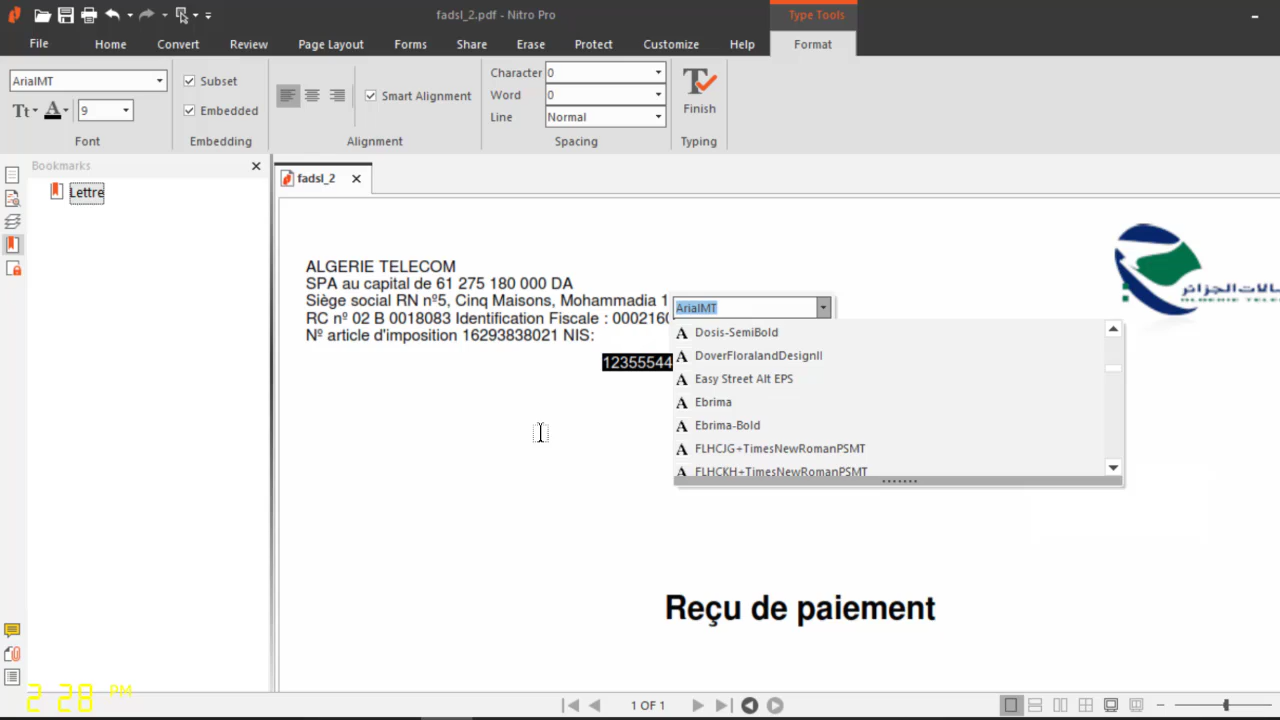 fadsl_2.pdf - Nitro Pro
Type Tools
File Home Convert Review Page Layout Forms Share Erase Protect Customize Help Format
ArialMT
Subset
Character 0
Word 0
Line Normal
Tt A 9
Embedded
Smart Alignment
Finish
Font Embedding Alignment Spacing Typing
Bookmarks
fadsl_2
Lettre
ALGERIE TELECOM
SPA au capital de 61 275 180 000 DA
Siège social RN nº5, Cinq Maisons, Mohammadia 1
RC nº 02 B 0018083 Identification Fiscale : 000216
Nº article d'imposition 16293838021 NIS:
12355544
ArialMT
Dosis-SemiBold
DoverFloralandDesignII
Easy Street Alt EPS
Ebrima
Ebrima-Bold
FLHCJG+TimesNewRomanPSMT
FLHCKH+TimesNewRomanPSMT
Reçu de paiement
2 28 PM
1 OF 1